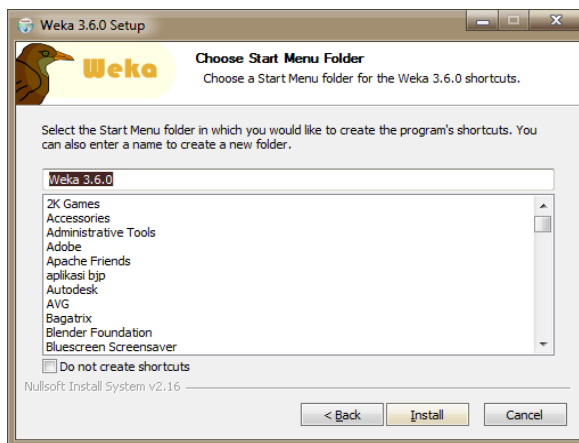 Weka 3.6.0 Setup
Weka
Choose Start Menu Folder
Choose a Start Menu folder for the Weka 3.6.0 shortcuts.
Select the Start Menu folder in which you would like to create the program's shortcuts. You
can also enter a name to create a new folder.
Weka 3.6.0
2K Games
Accessories
Administrative Tools
Adobe
Apache Friends
aplikasi bjp
Autodesk
AVG
Bagatrix
Blender Foundation
Bluescreen Screensaver
Do not create shortcuts
Nullsoft Install System v2.16
< Back
Install
Cancel